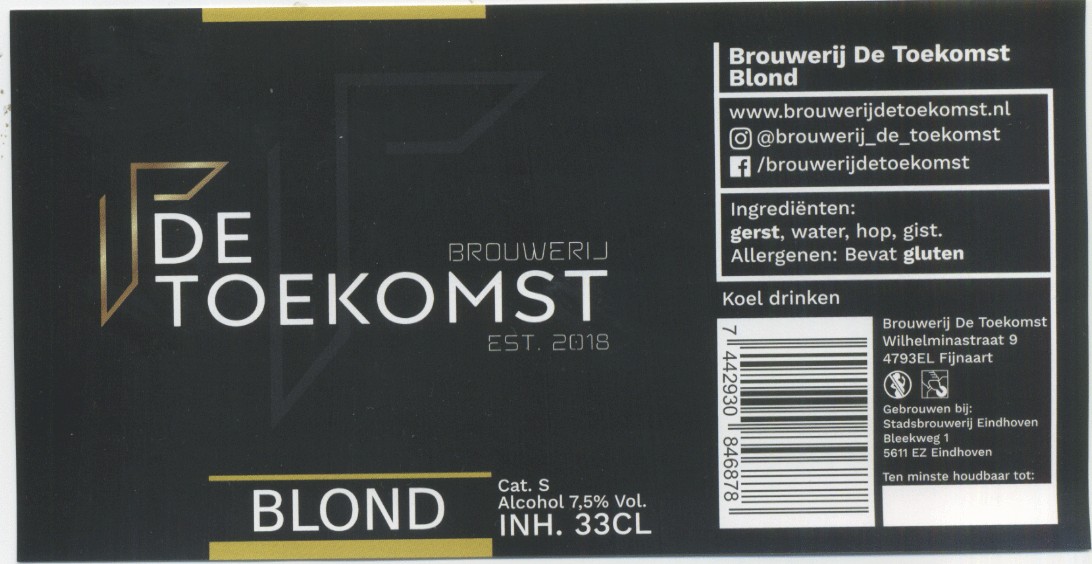 DE
BROUWERIJ
TOEKOMST
EST. 2018
BLOND
Cat. S
Alcohol 7,5% Vol.
INH. 33CL
Brouwerij De Toekomst
Blond
www.brouwerijdetoekomst.nl
@brouwerij_de_toekomst
/brouwerijdetoekomst
Ingrediënten:
gerst, water, hop, gist.
Allergenen: Bevat gluten
Koel drinken
7 442930 846878
Brouwerij De Toekomst
Wilhelminastraat 9
4793EL Fijnaart
Gebrouwen bij:
Stadsbrouwerij Eindhoven
Bleekweg 1
5611 EZ Eindhoven
Ten minste houdbaar tot: